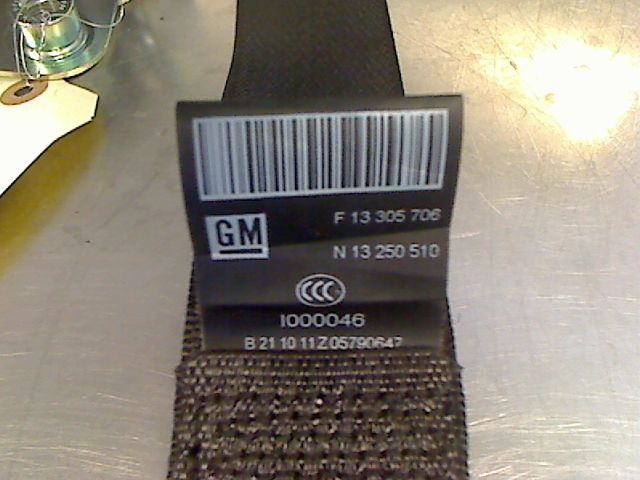 F 13 305 706
GM
N 13 250 510
CCC
I000046
B 21 10 11 Z 05790647